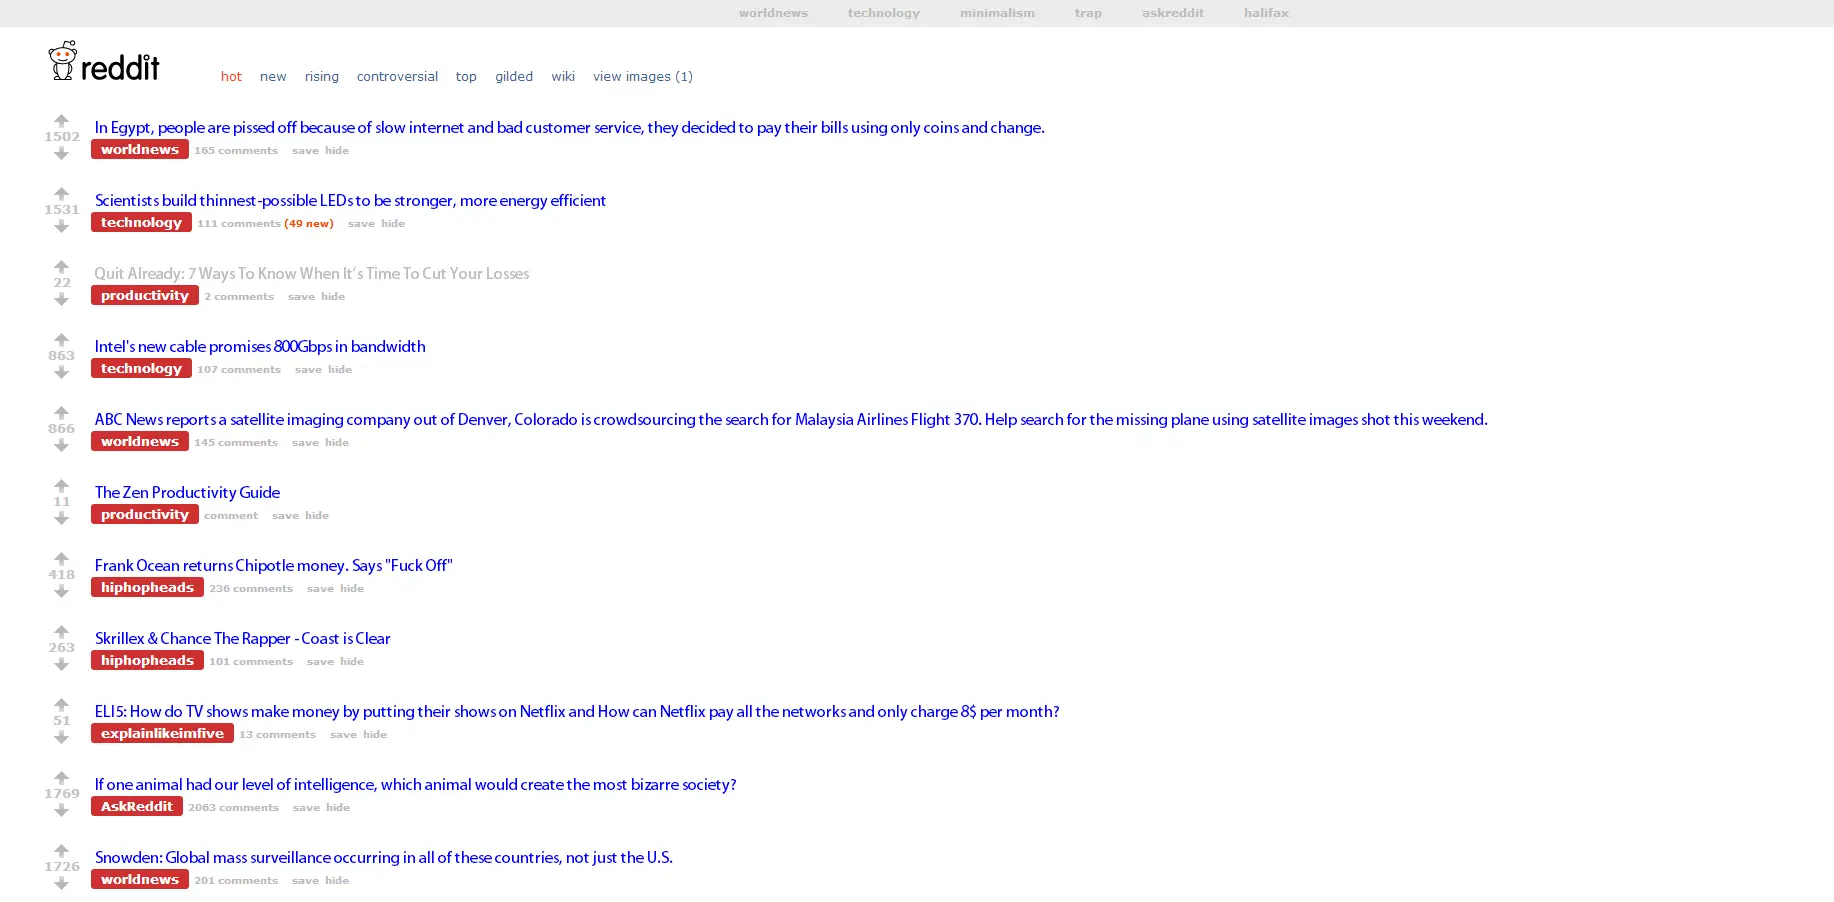 worldnews technology minimalism trap askreddit halifax
reddit hot new rising controversial top gilded wiki view images (1)
In Egypt, people are pissed off because of slow internet and bad customer service, they decided to pay their bills using only coins and change.
1502
worldnews 165 comments save hide
Scientists build thinnest-possible LEDs to be stronger, more energy efficient
1531
technology 111 comments (49 new) save hide
Quit Already: 7 Ways To Know When It’s Time To Cut Your Losses
22
productivity 2 comments save hide
Intel's new cable promises 800Gbps in bandwidth
863
technology 107 comments save hide
ABC News reports a satellite imaging company out of Denver, Colorado is crowdsourcing the search for Malaysia Airlines Flight 370. Help search for the missing plane using satellite images shot this weekend.
866
worldnews 145 comments save hide
The Zen Productivity Guide
11
productivity comment save hide
Frank Ocean returns Chipotle money. Says "Fuck Off"
418
hiphopheads 236 comments save hide
Skrillex & Chance The Rapper - Coast is Clear
263
hiphopheads 101 comments save hide
ELI5: How do TV shows make money by putting their shows on Netflix and How can Netflix pay all the networks and only charge 8$ per month?
51
explainlikeimfive 13 comments save hide
If one animal had our level of intelligence, which animal would create the most bizarre society?
1769
AskReddit 2063 comments save hide
Snowden: Global mass surveillance occurring in all of these countries, not just the U.S.
1726
worldnews 201 comments save hide